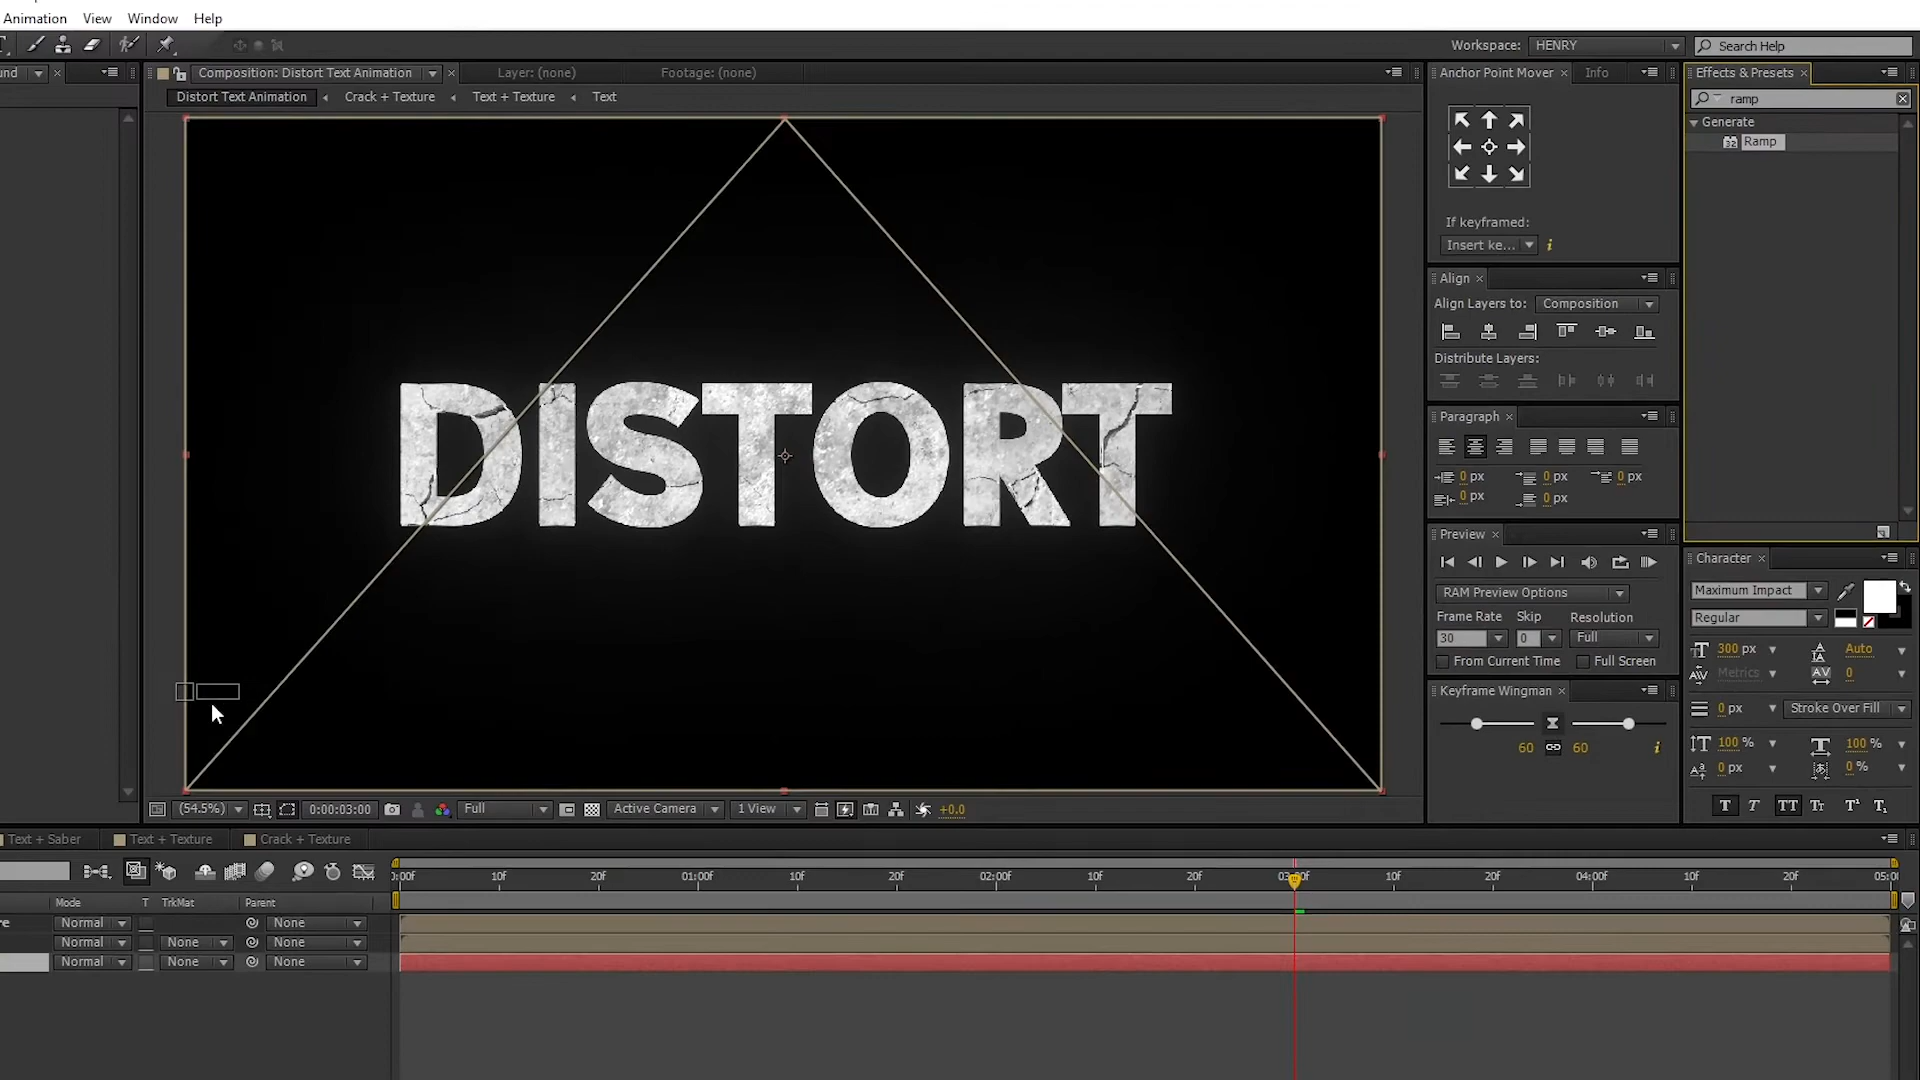 Animation View Window Help
Workspace: HENRY Search Help
Composition: Distort Text Animation Layer: (none) Footage: (none)
Anchor Point Mover Info
Effects & Presets
Distort Text Animation Crack + Texture Text + Texture Text
ramp
Generate
Ramp
If keyframed:
Insert ke...
Align
Align Layers to: Composition
Distribute Layers:
Paragraph
0 px 0 px 0 px
0 px 0 px
DISTORT
Preview
RAM Preview Options
Frame Rate Skip Resolution
30 0 Full
From Current Time Full Screen
Keyframe Wingman
60 60
Character
Maximum Impact
Regular
300 px Auto
Metrics 0
0 px Stroke Over Fill
100 % 100 %
0 px 0 %
T T TT Tr T¹ T₁
(54.5%) 0:00:03:00 Full Active Camera 1 View +0.0
Text + Saber Text + Texture Crack + Texture
0:00f 10f 20f 01:00f 10f 20f 02:00f 10f 20f 03:00f 10f 20f 04:00f 10f 20f 05:00
Mode T TrkMat Parent
Normal None
Normal None None
Normal None None